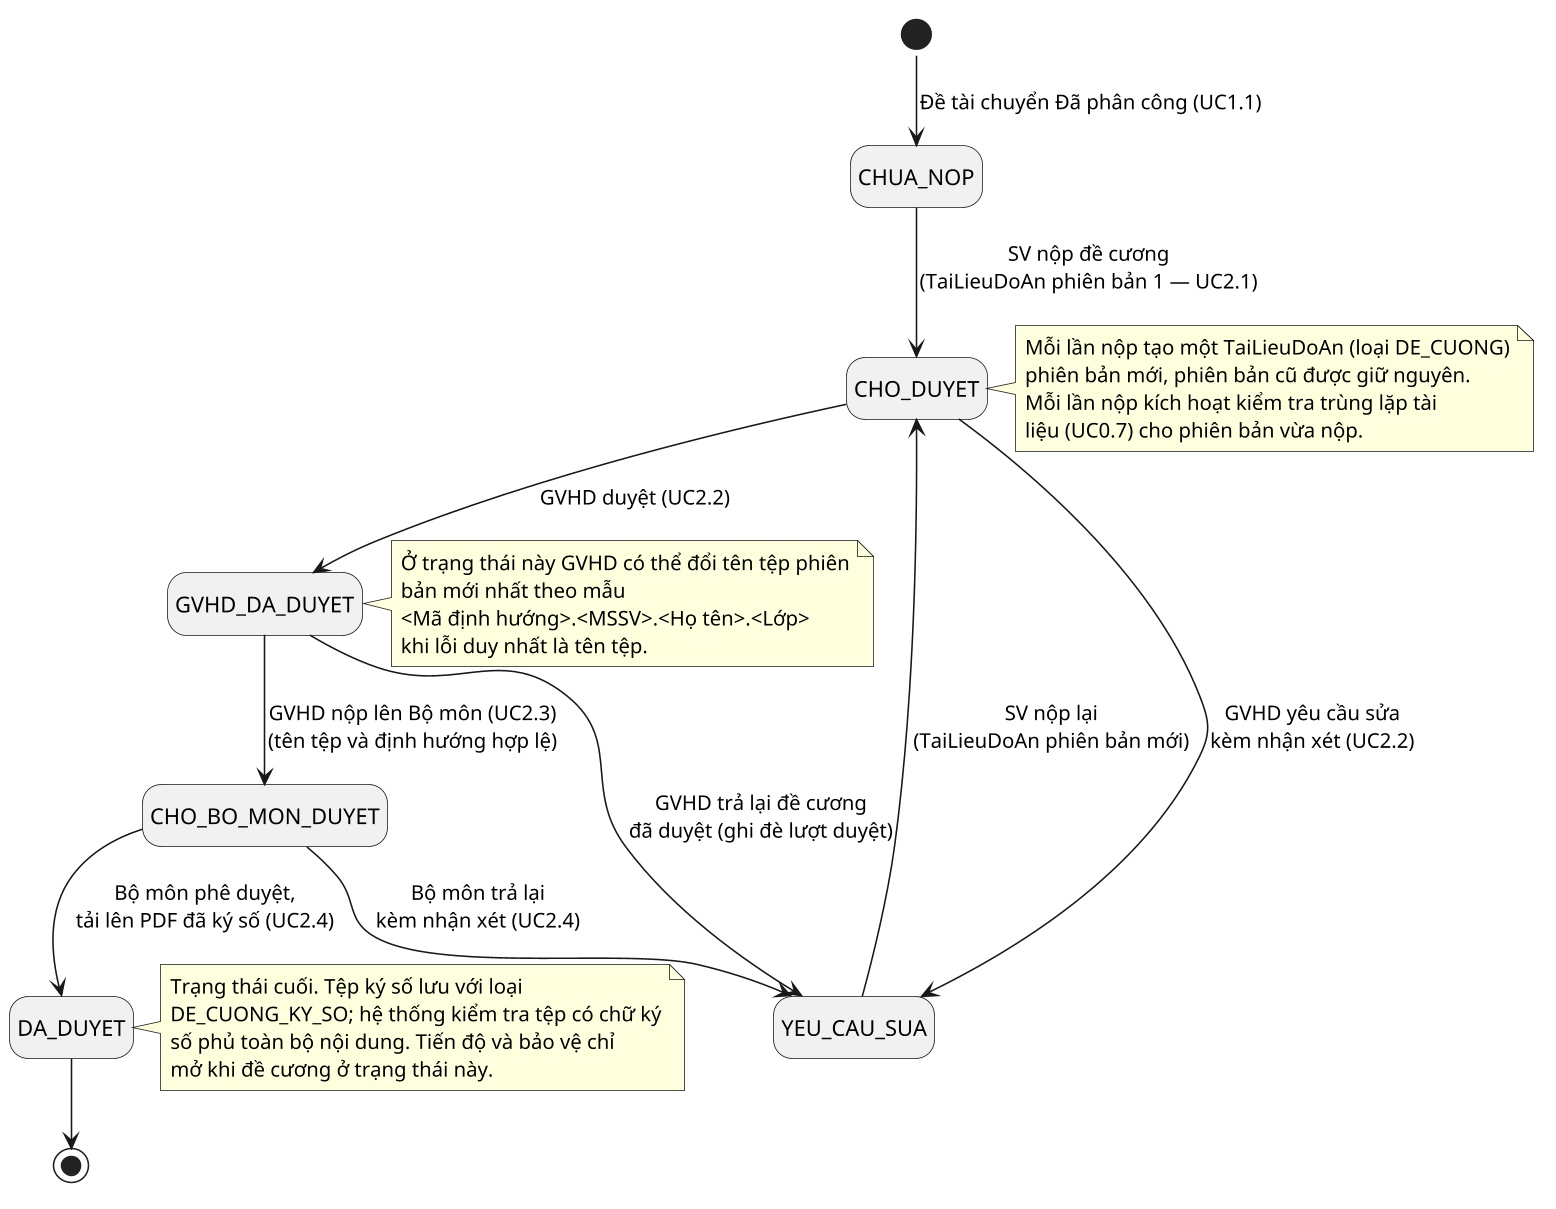 Đề tài chuyển Đã phân công (UC1.1)
CHUA_NOP
SV nộp đề cương
(TaiLieuDoAn phiên bản 1 — UC2.1)
CHO_DUYET
Mỗi lần nộp tạo một TaiLieuDoAn (loại DE_CUONG)
phiên bản mới, phiên bản cũ được giữ nguyên.
Mỗi lần nộp kích hoạt kiểm tra trùng lặp tài
liệu (UC0.7) cho phiên bản vừa nộp.
GVHD duyệt (UC2.2)
GVHD_DA_DUYET
Ở trạng thái này GVHD có thể đổi tên tệp phiên
bản mới nhất theo mẫu
<Mã định hướng>.<MSSV>.<Họ tên>.<Lớp>
khi lỗi duy nhất là tên tệp.
GVHD nộp lên Bộ môn (UC2.3)
(tên tệp và định hướng hợp lệ)
SV nộp lại
(TaiLieuDoAn phiên bản mới)
GVHD yêu cầu sửa
kèm nhận xét (UC2.2)
CHO_BO_MON_DUYET
GVHD trả lại đề cương
đã duyệt (ghi đè lượt duyệt)
Bộ môn phê duyệt,
tải lên PDF đã ký số (UC2.4)
Bộ môn trả lại
kèm nhận xét (UC2.4)
DA_DUYET
Trạng thái cuối. Tệp ký số lưu với loại
DE_CUONG_KY_SO; hệ thống kiểm tra tệp có chữ ký
số phủ toàn bộ nội dung. Tiến độ và bảo vệ chỉ
mở khi đề cương ở trạng thái này.
YEU_CAU_SUA